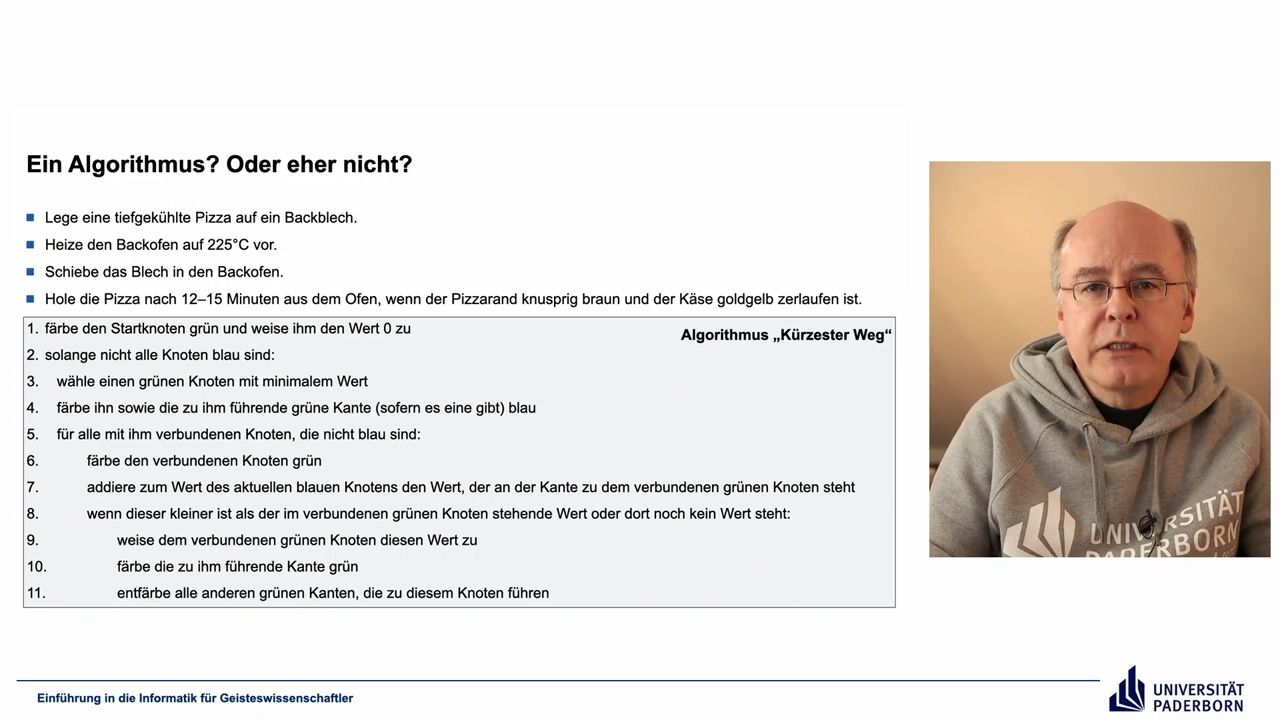 Ein Algorithmus? Oder eher nicht?
Lege eine tiefgekühlte Pizza auf ein Backblech.
Heize den Backofen auf 225°C vor.
Schiebe das Blech in den Backofen.
Hole die Pizza nach 12–15 Minuten aus dem Ofen, wenn der Pizzarand knusprig braun und der Käse goldgelb zerlaufen ist.
Algorithmus „Kürzester Weg“
1. färbe den Startknoten grün und weise ihm den Wert 0 zu
2. solange nicht alle Knoten blau sind:
3. wähle einen grünen Knoten mit minimalem Wert
4. färbe ihn sowie die zu ihm führende grüne Kante (sofern es eine gibt) blau
5. für alle mit ihm verbundenen Knoten, die nicht blau sind:
6. färbe den verbundenen Knoten grün
7. addiere zum Wert des aktuellen blauen Knotens den Wert, der an der Kante zu dem verbundenen grünen Knoten steht
8. wenn dieser kleiner ist als der im verbundenen grünen Knoten stehende Wert oder dort noch kein Wert steht:
9. weise dem verbundenen grünen Knoten diesen Wert zu
10. färbe die zu ihm führende Kante grün
11. entfärbe alle anderen grünen Kanten, die zu diesem Knoten führen
UNIVERSITÄT
PADERBORN
Einführung in die Informatik für Geisteswissenschaftler
UNIVERSITÄT
PADERBORN